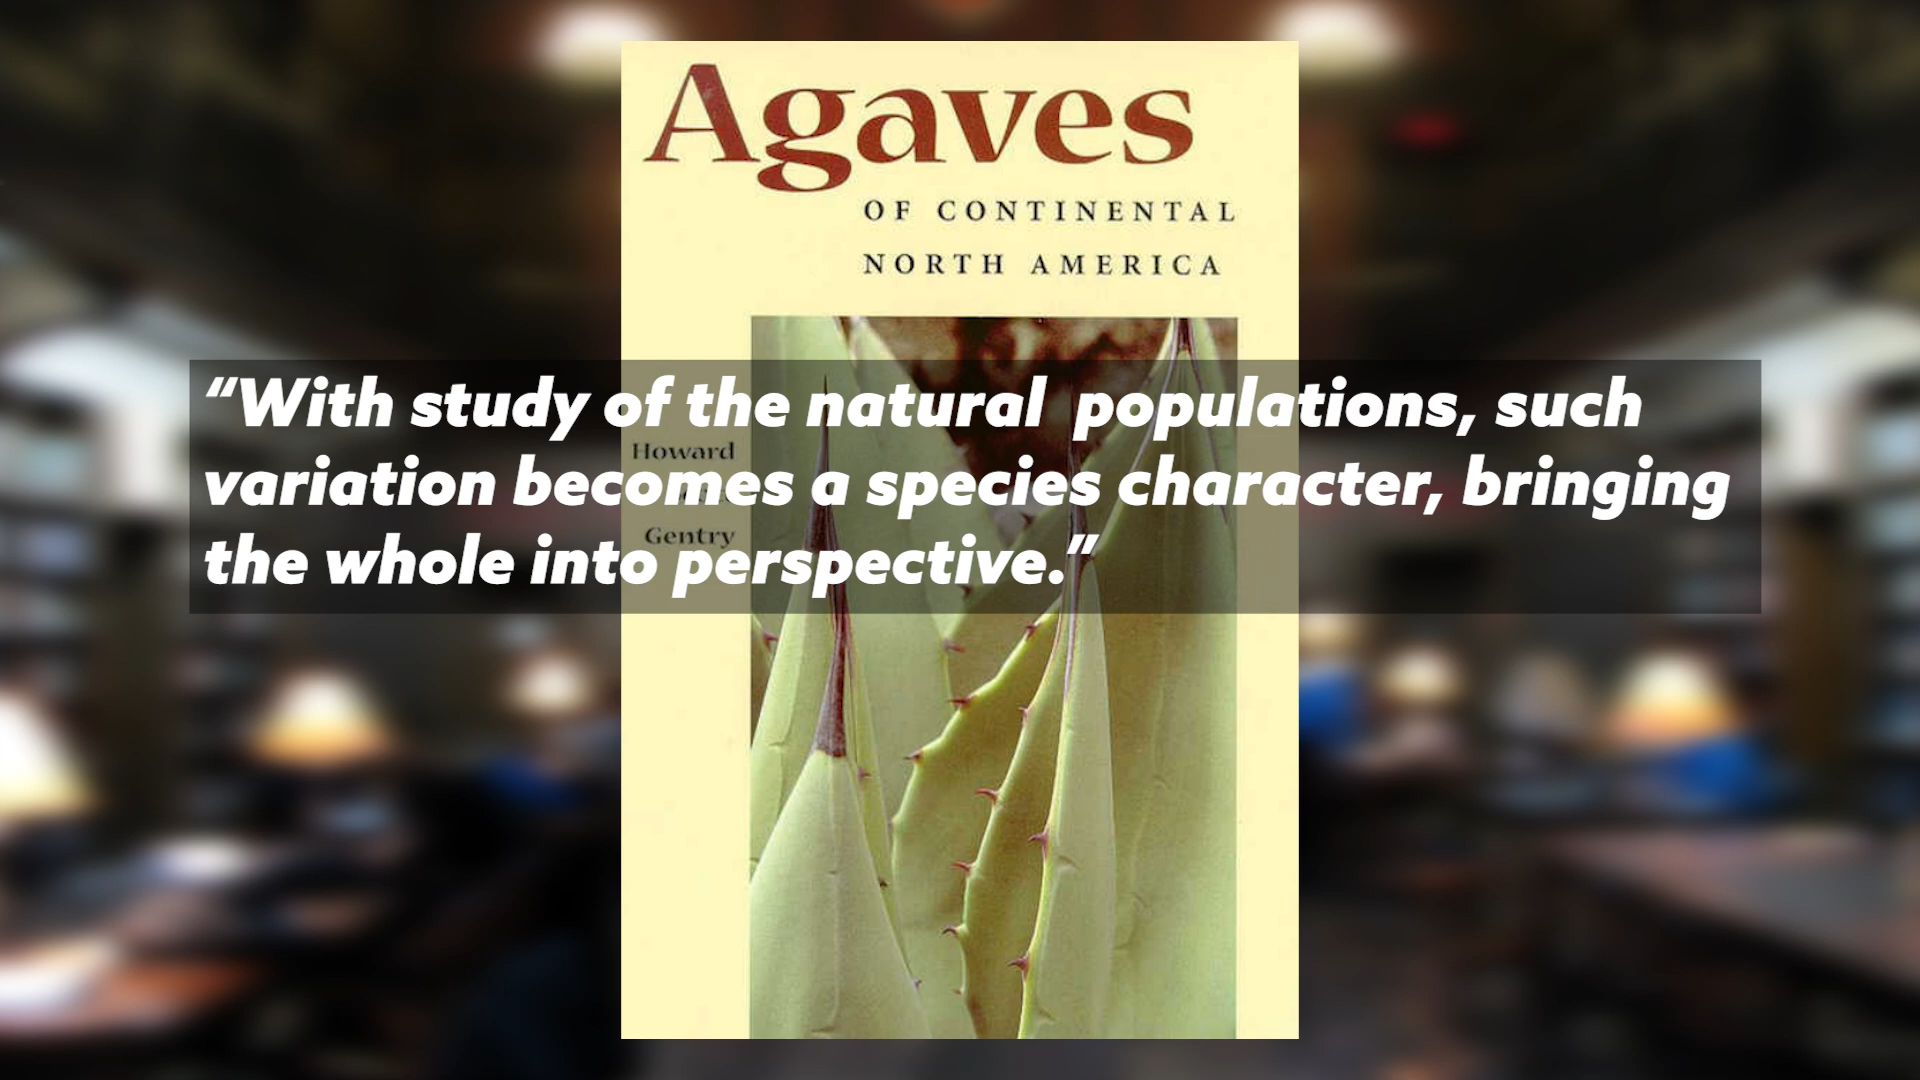 Agaves
OF CONTINENTAL
NORTH AMERICA
“With study of the natural  populations, such
variation becomes a species character, bringing
the whole into perspective.”
Howard
Gentry